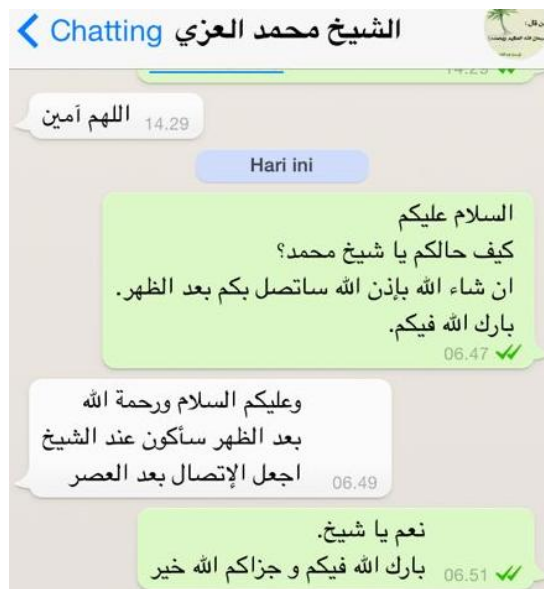 Chatting
الشيخ محمد العزي
اللهم آمين
14.29
Hari ini
السلام عليكم
كيف حالكم يا شيخ محمد؟
ان شاء الله بإذن الله ساتصل بكم بعد الظهر.
بارك الله فيكم.
06.47
وعليكم السلام ورحمة الله
بعد الظهر سأكون عند الشيخ
اجعل الإتصال بعد العصر
06.49
نعم يا شيخ.
بارك الله فيكم و جزاكم الله خير
06.51